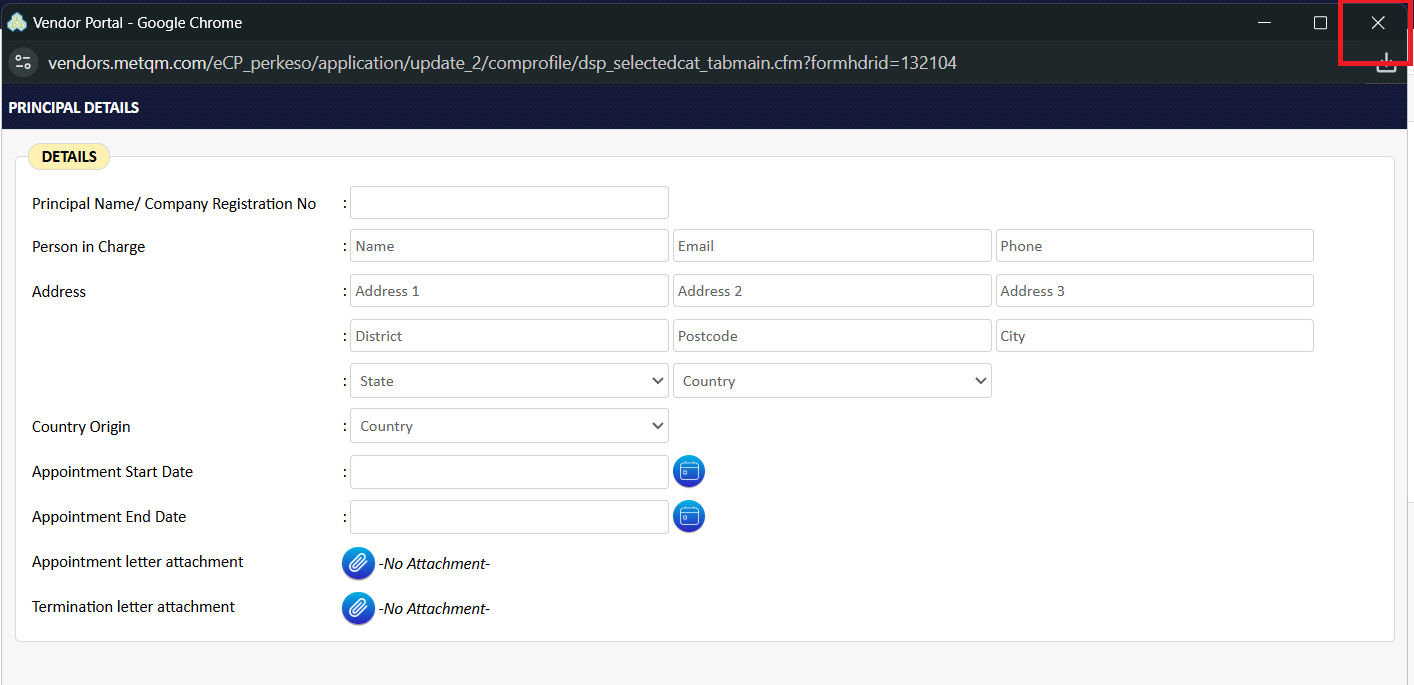 Vendor Portal - Google Chrome
vendors.metqm.com/eCP_perkeso/application/update_2/comprofile/dsp_selectedcat_tabmain.cfm?formhdrid=132104
PRINCIPAL DETAILS
DETAILS
Principal Name/ Company Registration No :
Person in Charge : Name Email Phone
Address : Address 1 Address 2 Address 3
: District Postcode City
: State Country
Country Origin : Country
Appointment Start Date :
Appointment End Date :
Appointment letter attachment -No Attachment-
Termination letter attachment -No Attachment-